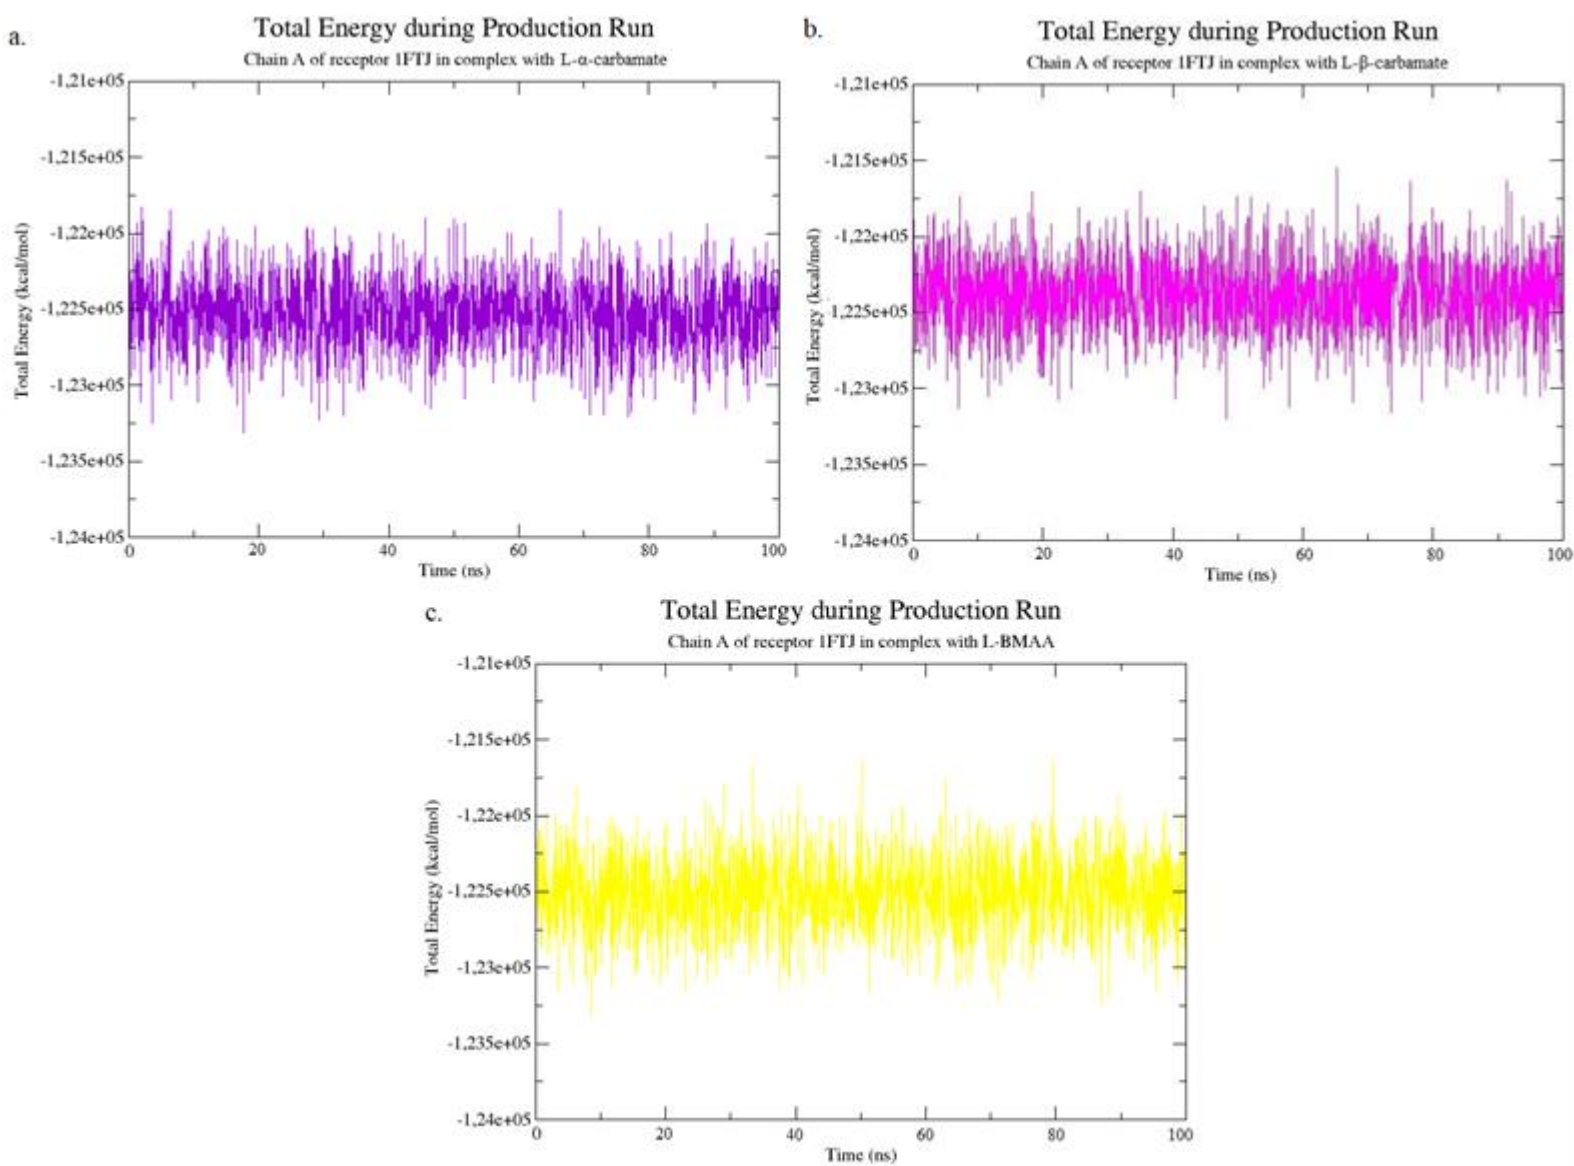 a.
Total Energy during Production Run
Chain A of receptor 1FTJ in complex with L-α-carbamate
-1,21e+05
-1,215e+05
-1,22e+05
-1,225e+05
-1,23e+05
-1,235e+05
-1,24e+05
Total Energy (kcal/mol)
0 20 40 60 80 100
Time (ns)
b.
Total Energy during Production Run
Chain A of receptor 1FTJ in complex with L-β-carbamate
-1,21e+05
-1,215e+05
-1,22e+05
-1,225e+05
-1,23e+05
-1,235e+05
-1,24e+05
Total Energy (kcal/mol)
0 20 40 60 80 100
Time (ns)
c.
Total Energy during Production Run
Chain A of receptor 1FTJ in complex with L-BMAA
-1,21e+05
-1,215e+05
-1,22e+05
-1,225e+05
-1,23e+05
-1,235e+05
-1,24e+05
Total Energy (kcal/mol)
0 20 40 60 80 100
Time (ns)